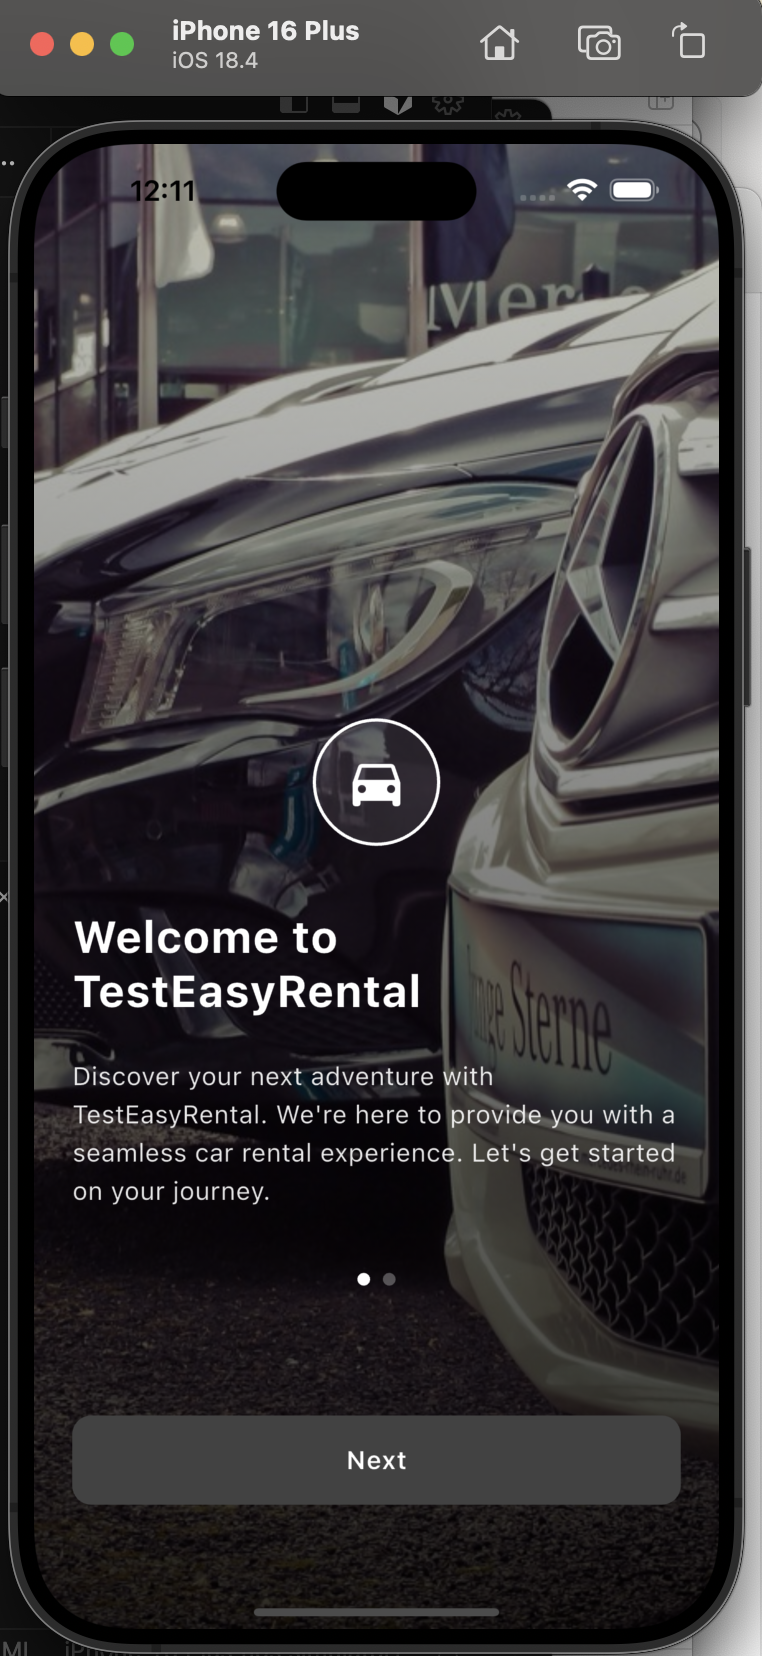 iPhone 16 Plus
iOS 18.4
12:11
Welcome to
TestEasyRental
Discover your next adventure with
TestEasyRental. We're here to provide you with a
seamless car rental experience. Let's get started
on your journey.
Sterne
Next